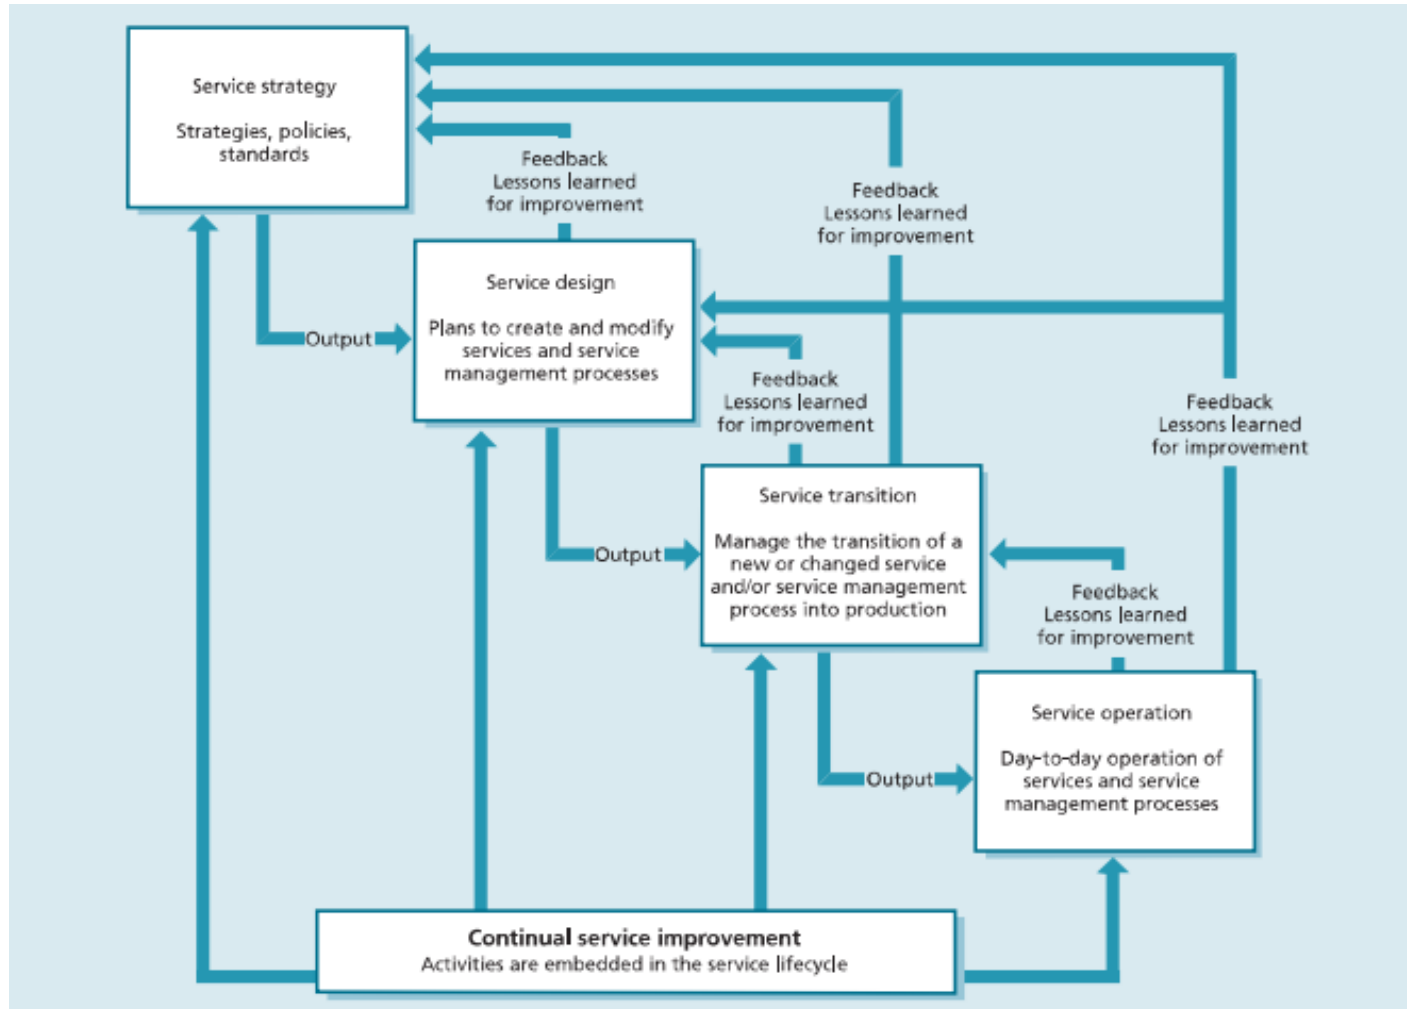 Service strategy
Strategies, policies,
standards
Feedback
Lessons learned
for improvement
Feedback
Lessons learned
for improvement
Service design
Plans to create and modify
services and service
management processes
Output
Feedback
Lessons learned
for improvement
Feedback
Lessons learned
for improvement
Service transition
Manage the transition of a
new or changed service
and/or service management
process into production
Output
Feedback
Lessons learned
for improvement
Service operation
Day-to-day operation of
services and service
management processes
Output
Continual service improvement
Activities are embedded in the service lifecycle